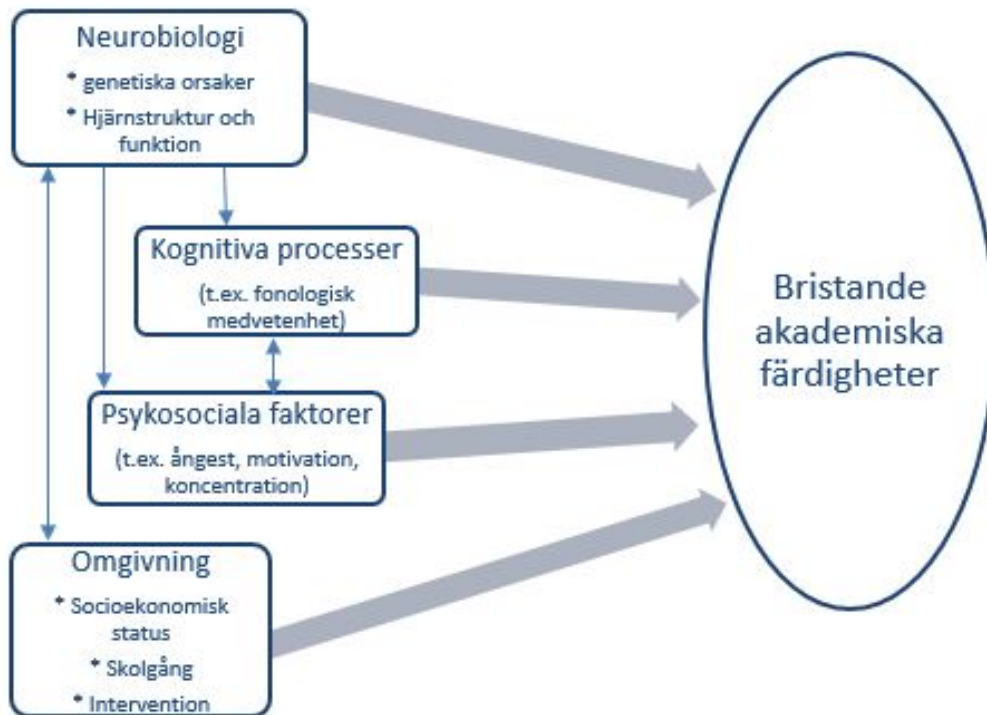 Neurobiologi
* genetiska orsaker
* Hjärnstruktur och
funktion
Kognitiva processer
(t.ex. fonologisk
medvetenhet)
Psykosociala faktorer
(t.ex. ångest, motivation,
koncentration)
Omgivning
* Socioekonomisk
status
* Skolgång
* Intervention
Bristande
akademiska
färdigheter